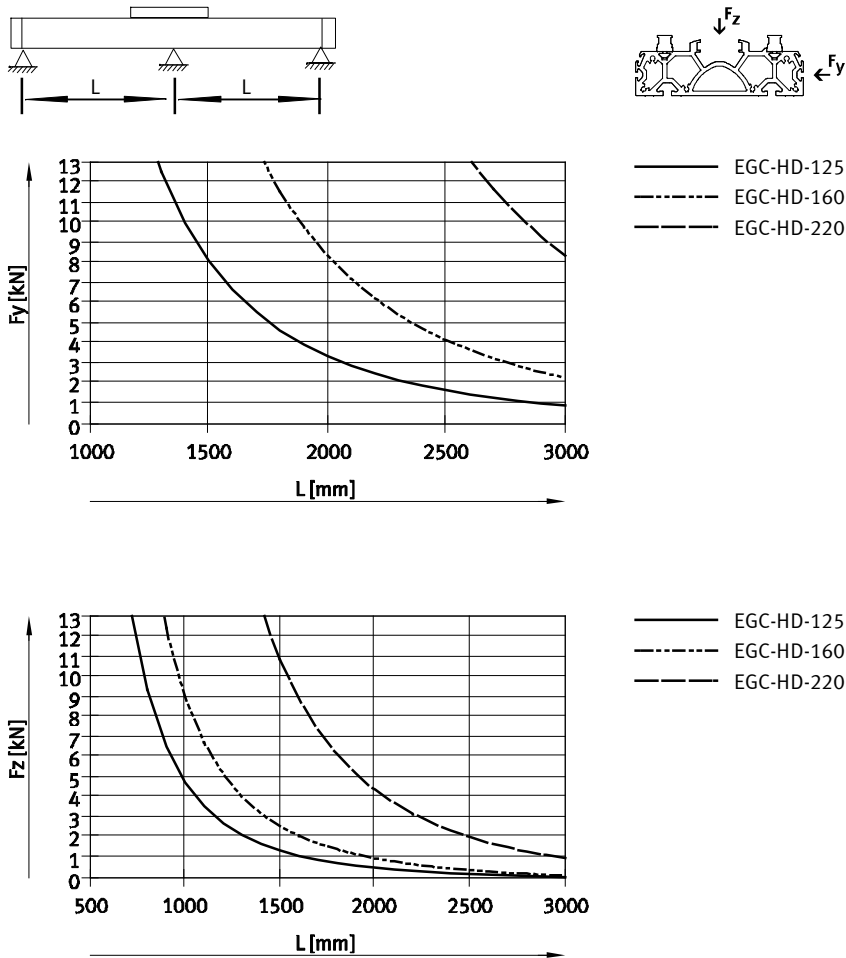 L L
Fz
Fy
Fy [kN]
13
12
11
10
9
8
7
6
5
4
3
2
1
0
1000 1500 2000 2500 3000
L [mm]
EGC-HD-125
EGC-HD-160
EGC-HD-220
Fz [kN]
13
12
11
10
9
8
7
6
5
4
3
2
1
0
500 1000 1500 2000 2500 3000
L [mm]
EGC-HD-125
EGC-HD-160
EGC-HD-220